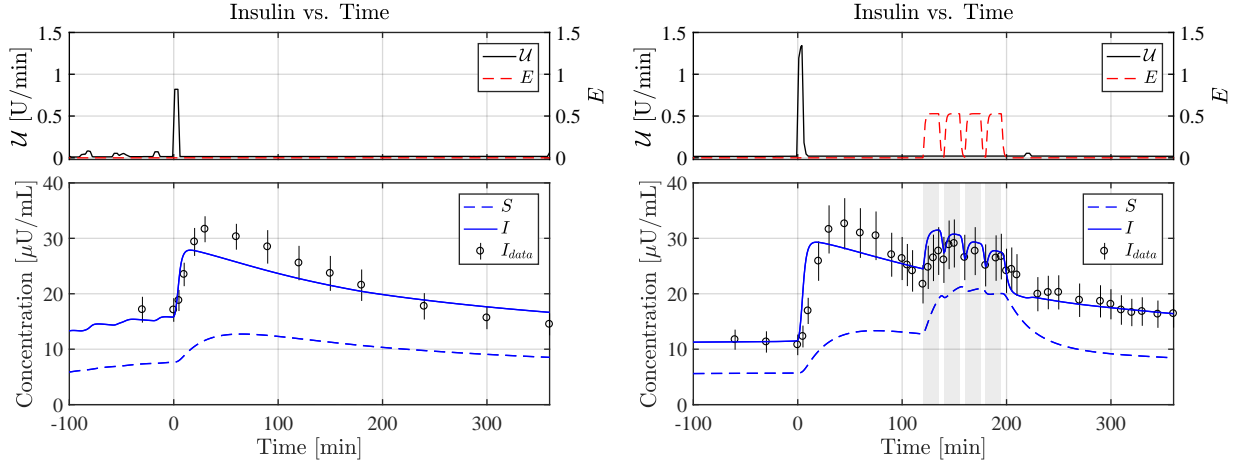 Insulin vs. Time
1.5
1
0.5
0
𝒰 [U/min]
1.5
1
0.5
0
E
𝒰
E
40
30
20
10
0
Concentration [μU/mL]
S
I
I_data
-100 0 100 200 300
Time [min]
Insulin vs. Time
1.5
1
0.5
0
𝒰 [U/min]
1.5
1
0.5
0
E
𝒰
E
40
30
20
10
0
Concentration [μU/mL]
S
I
I_data
-100 0 100 200 300
Time [min]